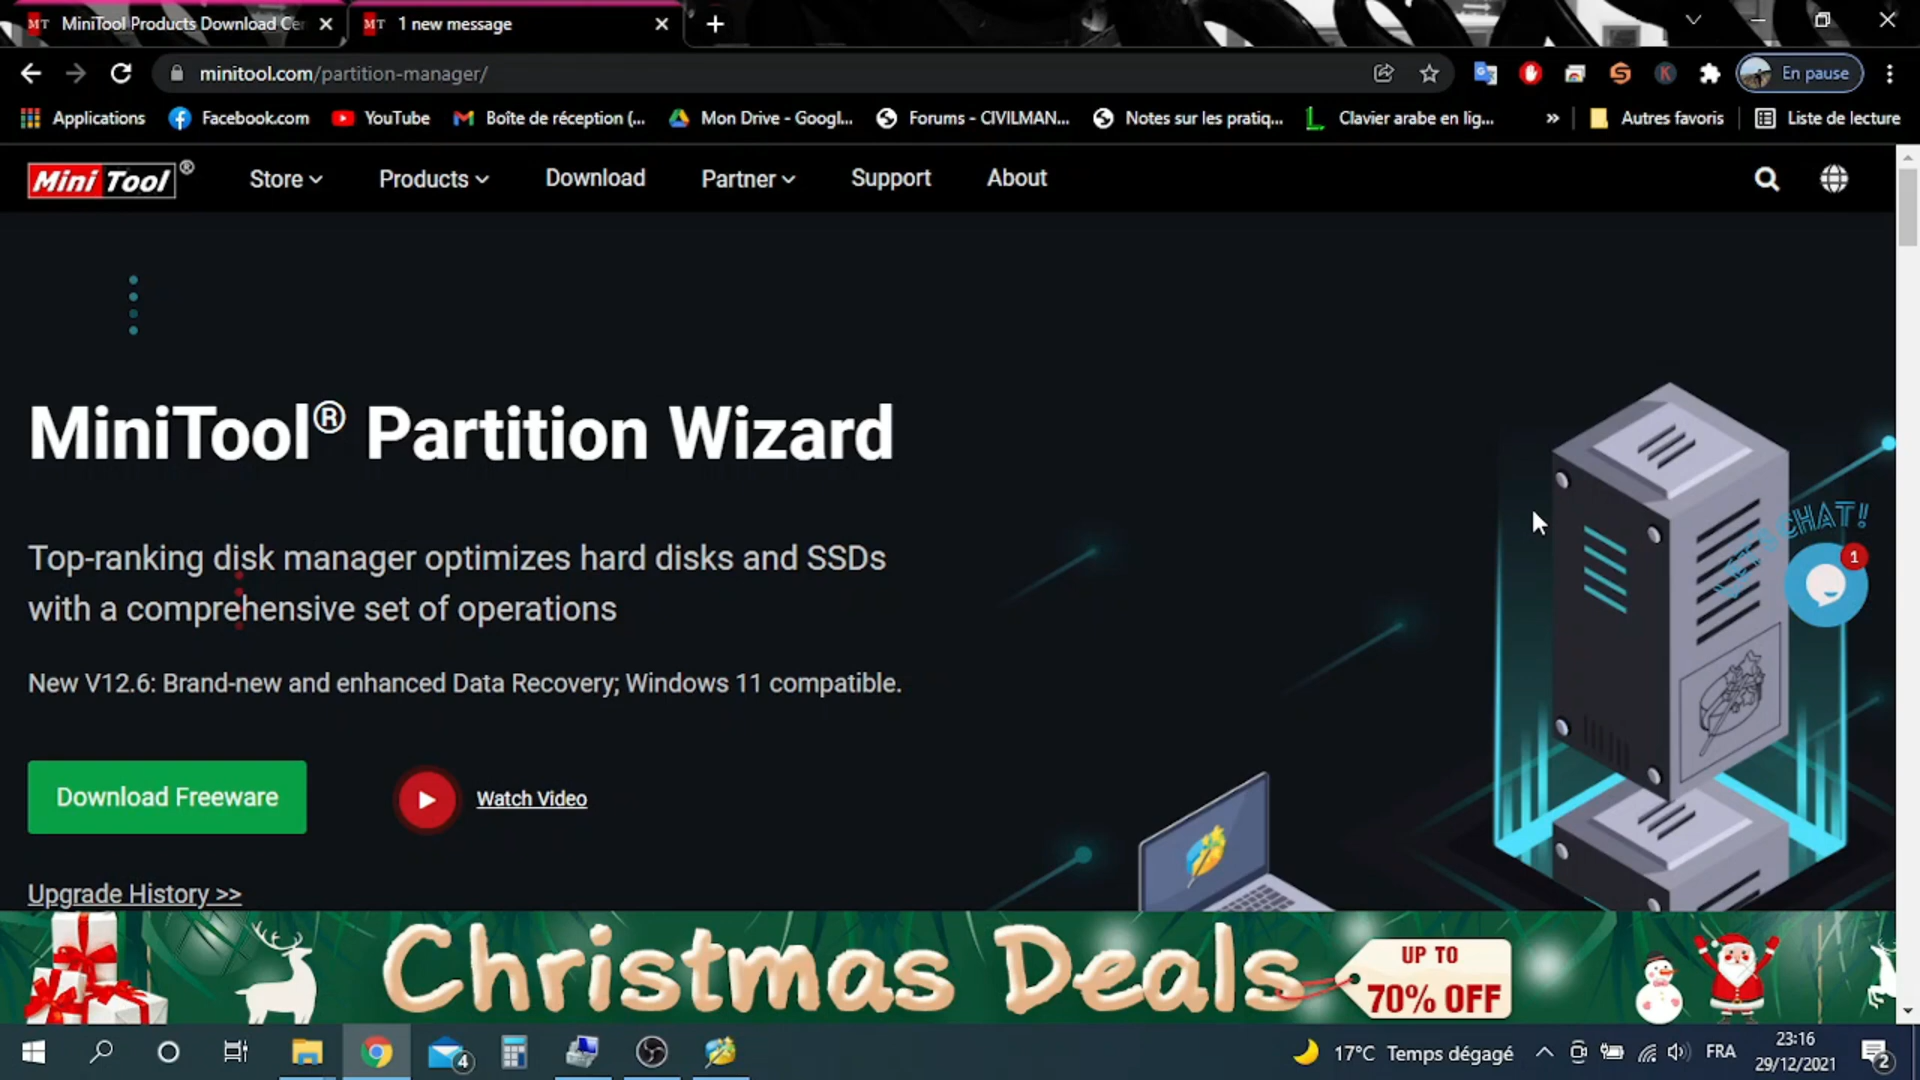 MT MiniTool Products Download Ce
MT 1 new message
minitool.com/partition-manager/
En pause
Applications
Facebook.com
YouTube
Boîte de réception (...
Mon Drive - Googl...
Forums - CIVILMAN...
Notes sur les pratiq...
Clavier arabe en lig...
»
Autres favoris
Liste de lecture
Mini Tool ®
Store
Products
Download
Partner
Support
About
MiniTool® Partition Wizard
Top-ranking disk manager optimizes hard disks and SSDs
with a comprehensive set of operations
New V12.6: Brand-new and enhanced Data Recovery; Windows 11 compatible.
LET'S CHAT!
1
Download Freeware
Watch Video
Upgrade History >>
Christmas Deals
UP TO
70% OFF
4
17°C Temps dégagé
FRA
23:16
29/12/2021
2